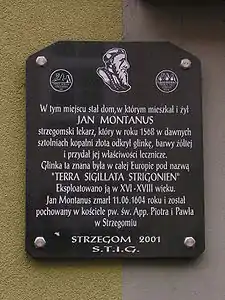 W tym miejscu stał dom, w którym mieszkał i żył
JAN MONTANUS
strzegomski lekarz, który w roku 1568 w dawnych
sztolniach kopalni złota odkrył glinkę, barwy żółlej
i przydał jej właściwości lecznicze.
Glinka ta znana była w całej Europie pod nazwą
"TERRA SIGILLATA STRIGONIEN"
Eksploatowano ją w XVI - XVIII wieku.
Jan Montanus zmarł 11.06.1604 roku i został
pochowany w kościele pw. św. App. Piotra i Pawła
w Strzegomiu
STRZEGOM 2001
S.T.I.G.